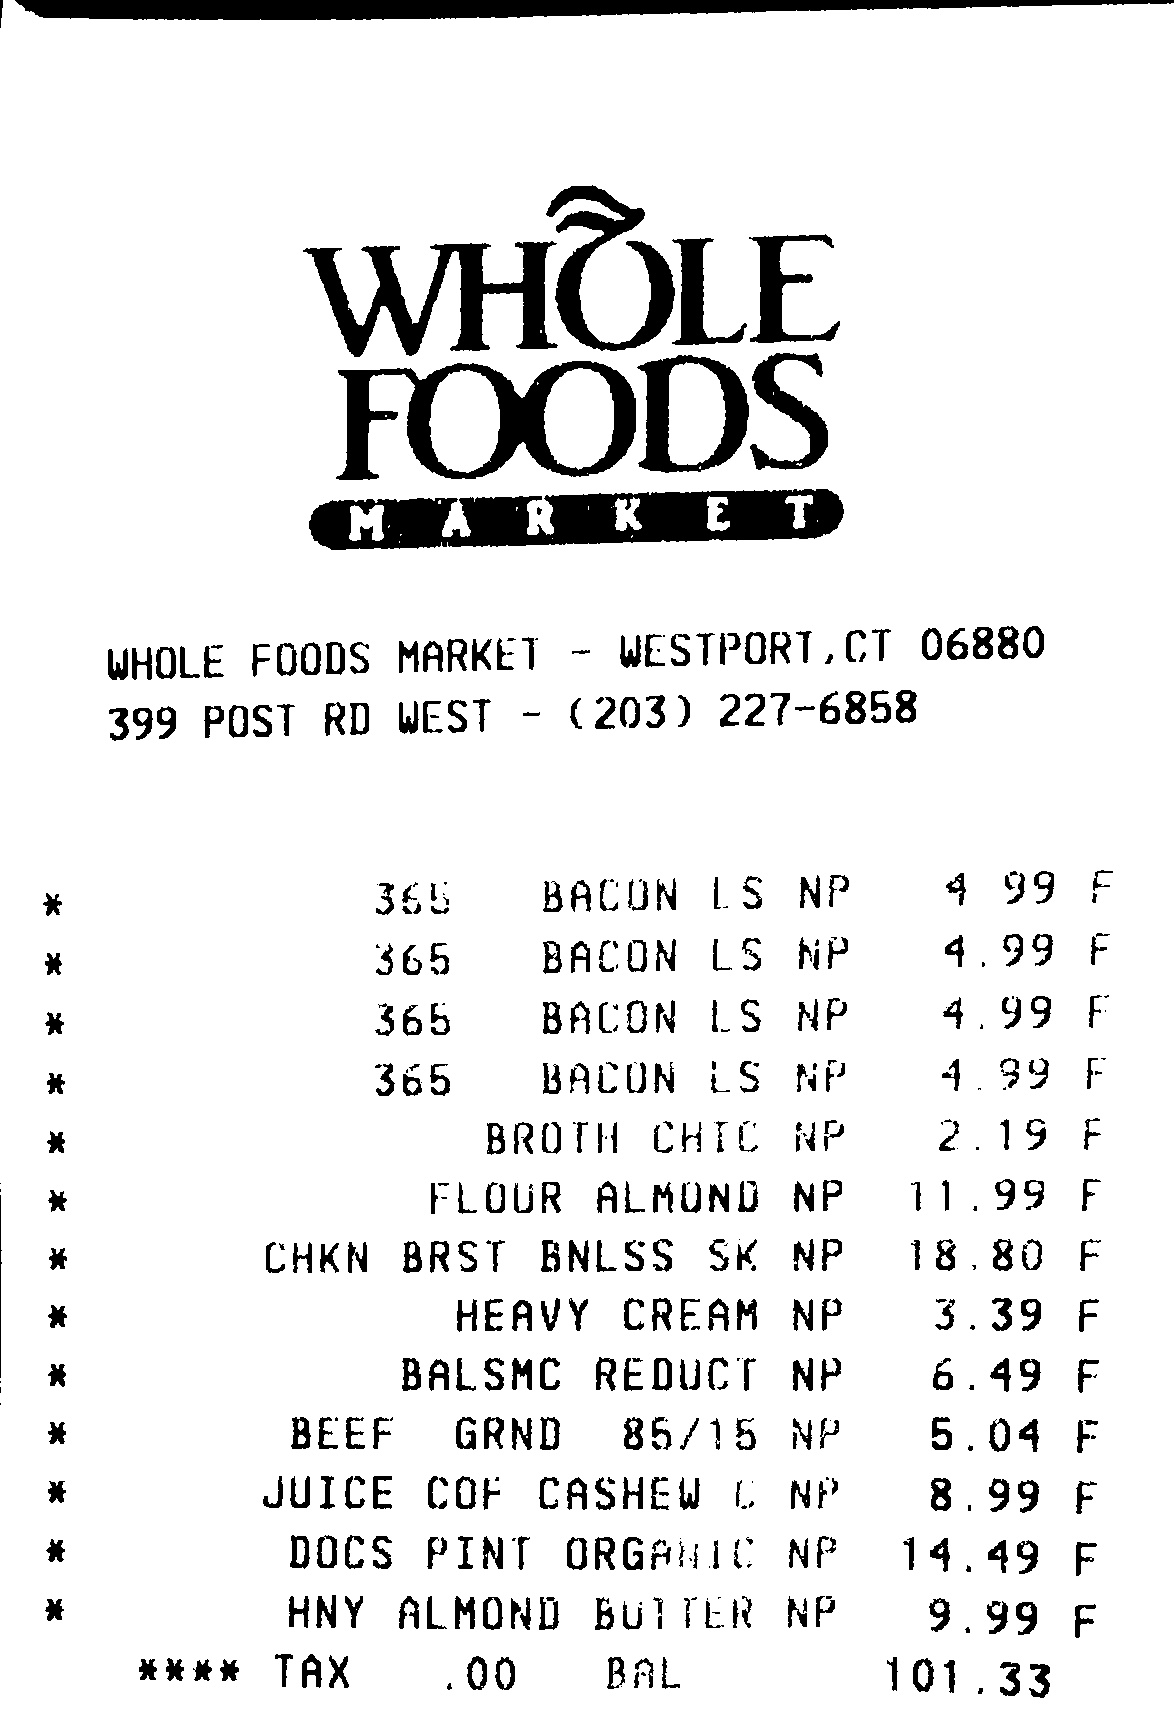 WHOLE
FOODS
MARKET
WHOLE FOODS MARKET - WESTPORT,CT 06880
399 POST RD WEST - (203) 227-6858
* 365 BACON LS NP 4 99 F
* 365 BACON LS NP 4.99 F
* 365 BACON LS NP 4.99 F
* 365 BACON LS NP 4.99 F
* BROTH CHIC NP 2.19 F
* FLOUR ALMOND NP 11.99 F
* CHKN BRST BNLSS SK NP 18.80 F
* HEAVY CREAM NP 3.39 F
* BALSMC REDUCT NP 6.49 F
* BEEF GRND 85/15 NP 5.04 F
* JUICE COF CASHEW C NP 8.99 F
* DOCS PINT ORGANIC NP 14.49 F
* HNY ALMOND BUTTER NP 9.99 F
**** TAX .00 BAL 101.33